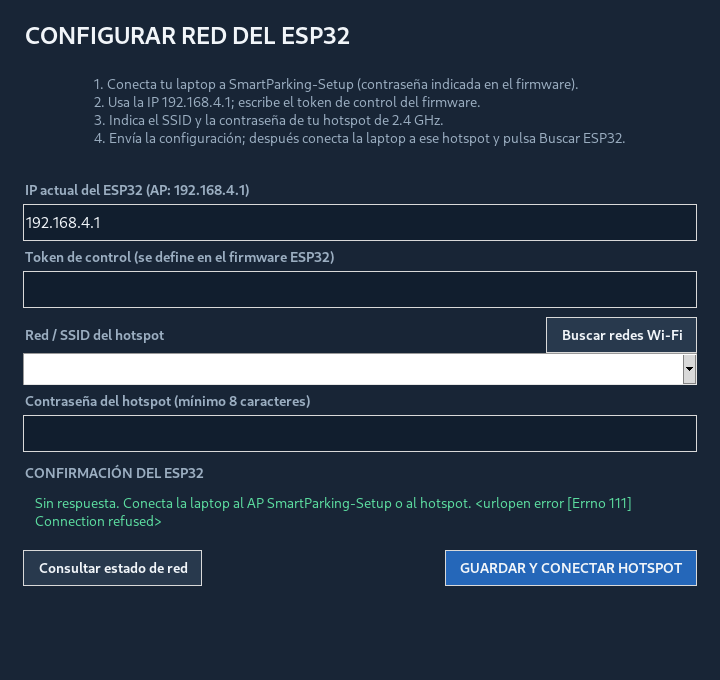 CONFIGURAR RED DEL ESP32
1. Conecta tu laptop a SmartParking-Setup (contraseña indicada en el firmware).
2. Usa la IP 192.168.4.1; escribe el token de control del firmware.
3. Indica el SSID y la contraseña de tu hotspot de 2.4 GHz.
4. Envía la configuración; después conecta la laptop a ese hotspot y pulsa Buscar ESP32.
IP actual del ESP32 (AP: 192.168.4.1)
192.168.4.1
Token de control (se define en el firmware ESP32)
Red / SSID del hotspot
Buscar redes Wi-Fi
Contraseña del hotspot (mínimo 8 caracteres)
CONFIRMACIÓN DEL ESP32
Sin respuesta. Conecta la laptop al AP SmartParking-Setup o al hotspot. <urlopen error [Errno 111]
Connection refused>
Consultar estado de red
GUARDAR Y CONECTAR HOTSPOT